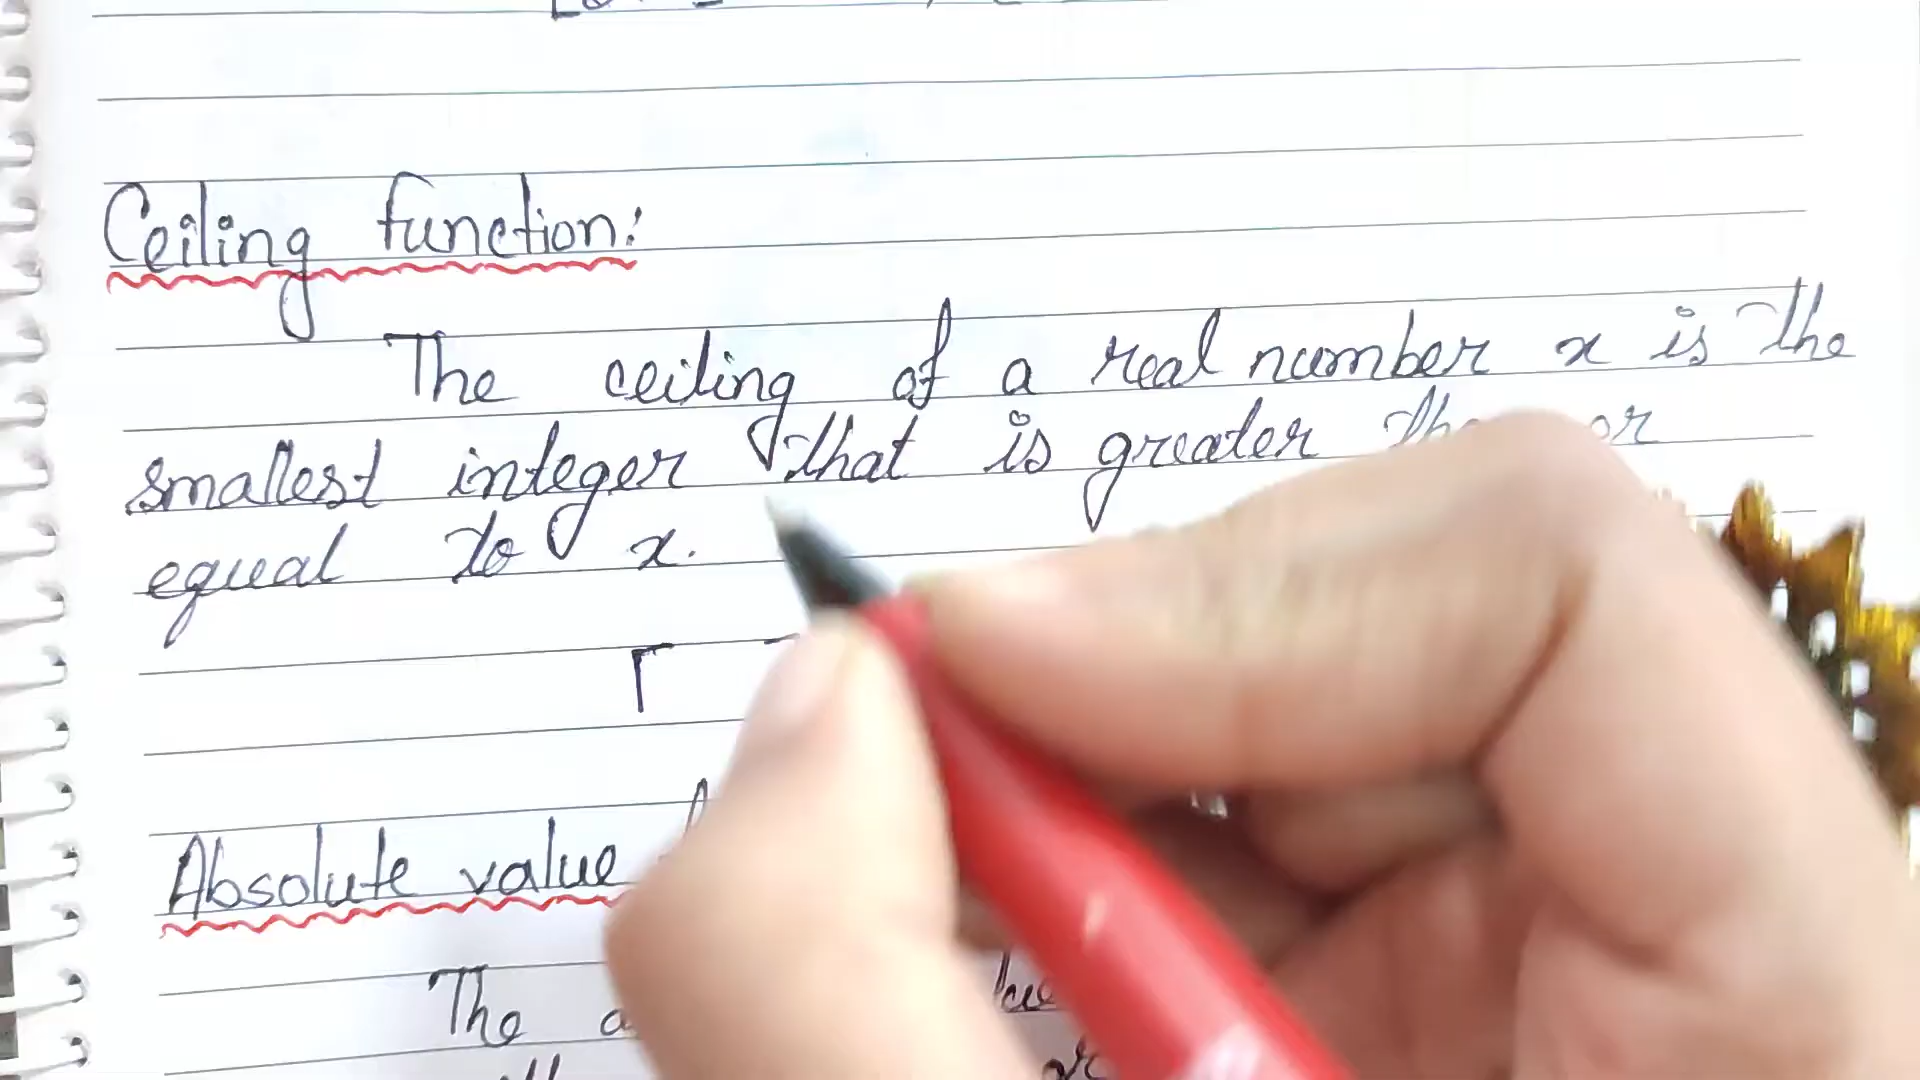 Ceiling function:
The ceiling of a real number x is the
smallest integer that is greater or
equal to x.
⌈
Absolute value
The